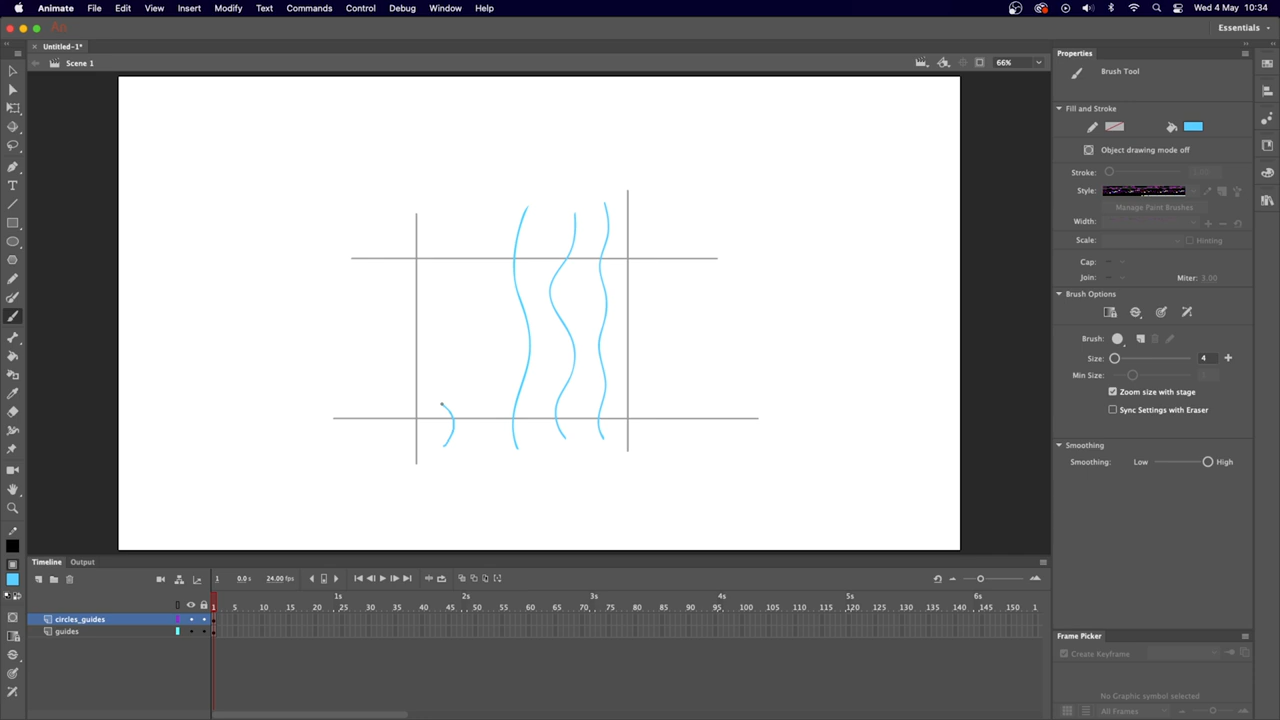 Animate File Edit View Insert Modify Text Commands Control Debug Window Help Wed 4 May 10:34
An Essentials
× Untitled-1*
Scene 1 66%
Properties
Brush Tool
Fill and Stroke
Object drawing mode off
Stroke:
Style:
Manage Paint Brushes
Width:
Scale: Hinting
Cap:
Join: Miter: 3.00
Brush Options
Brush:
Size: 4
Min Size:
Zoom size with stage
Sync Settings with Eraser
Smoothing
Smoothing: Low High
Timeline Output
1 0.0 s 24.00 fps
1s 2s 3s 4s 5s 6s
1 5 10 15 20 25 30 35 40 45 50 55 60 65 70 75 80 85 90 95 100 105 110 115 120 125 130 135 140 145 150 1
circles_guides
guides
Frame Picker
Create Keyframe
No Graphic symbol selected
All Frames